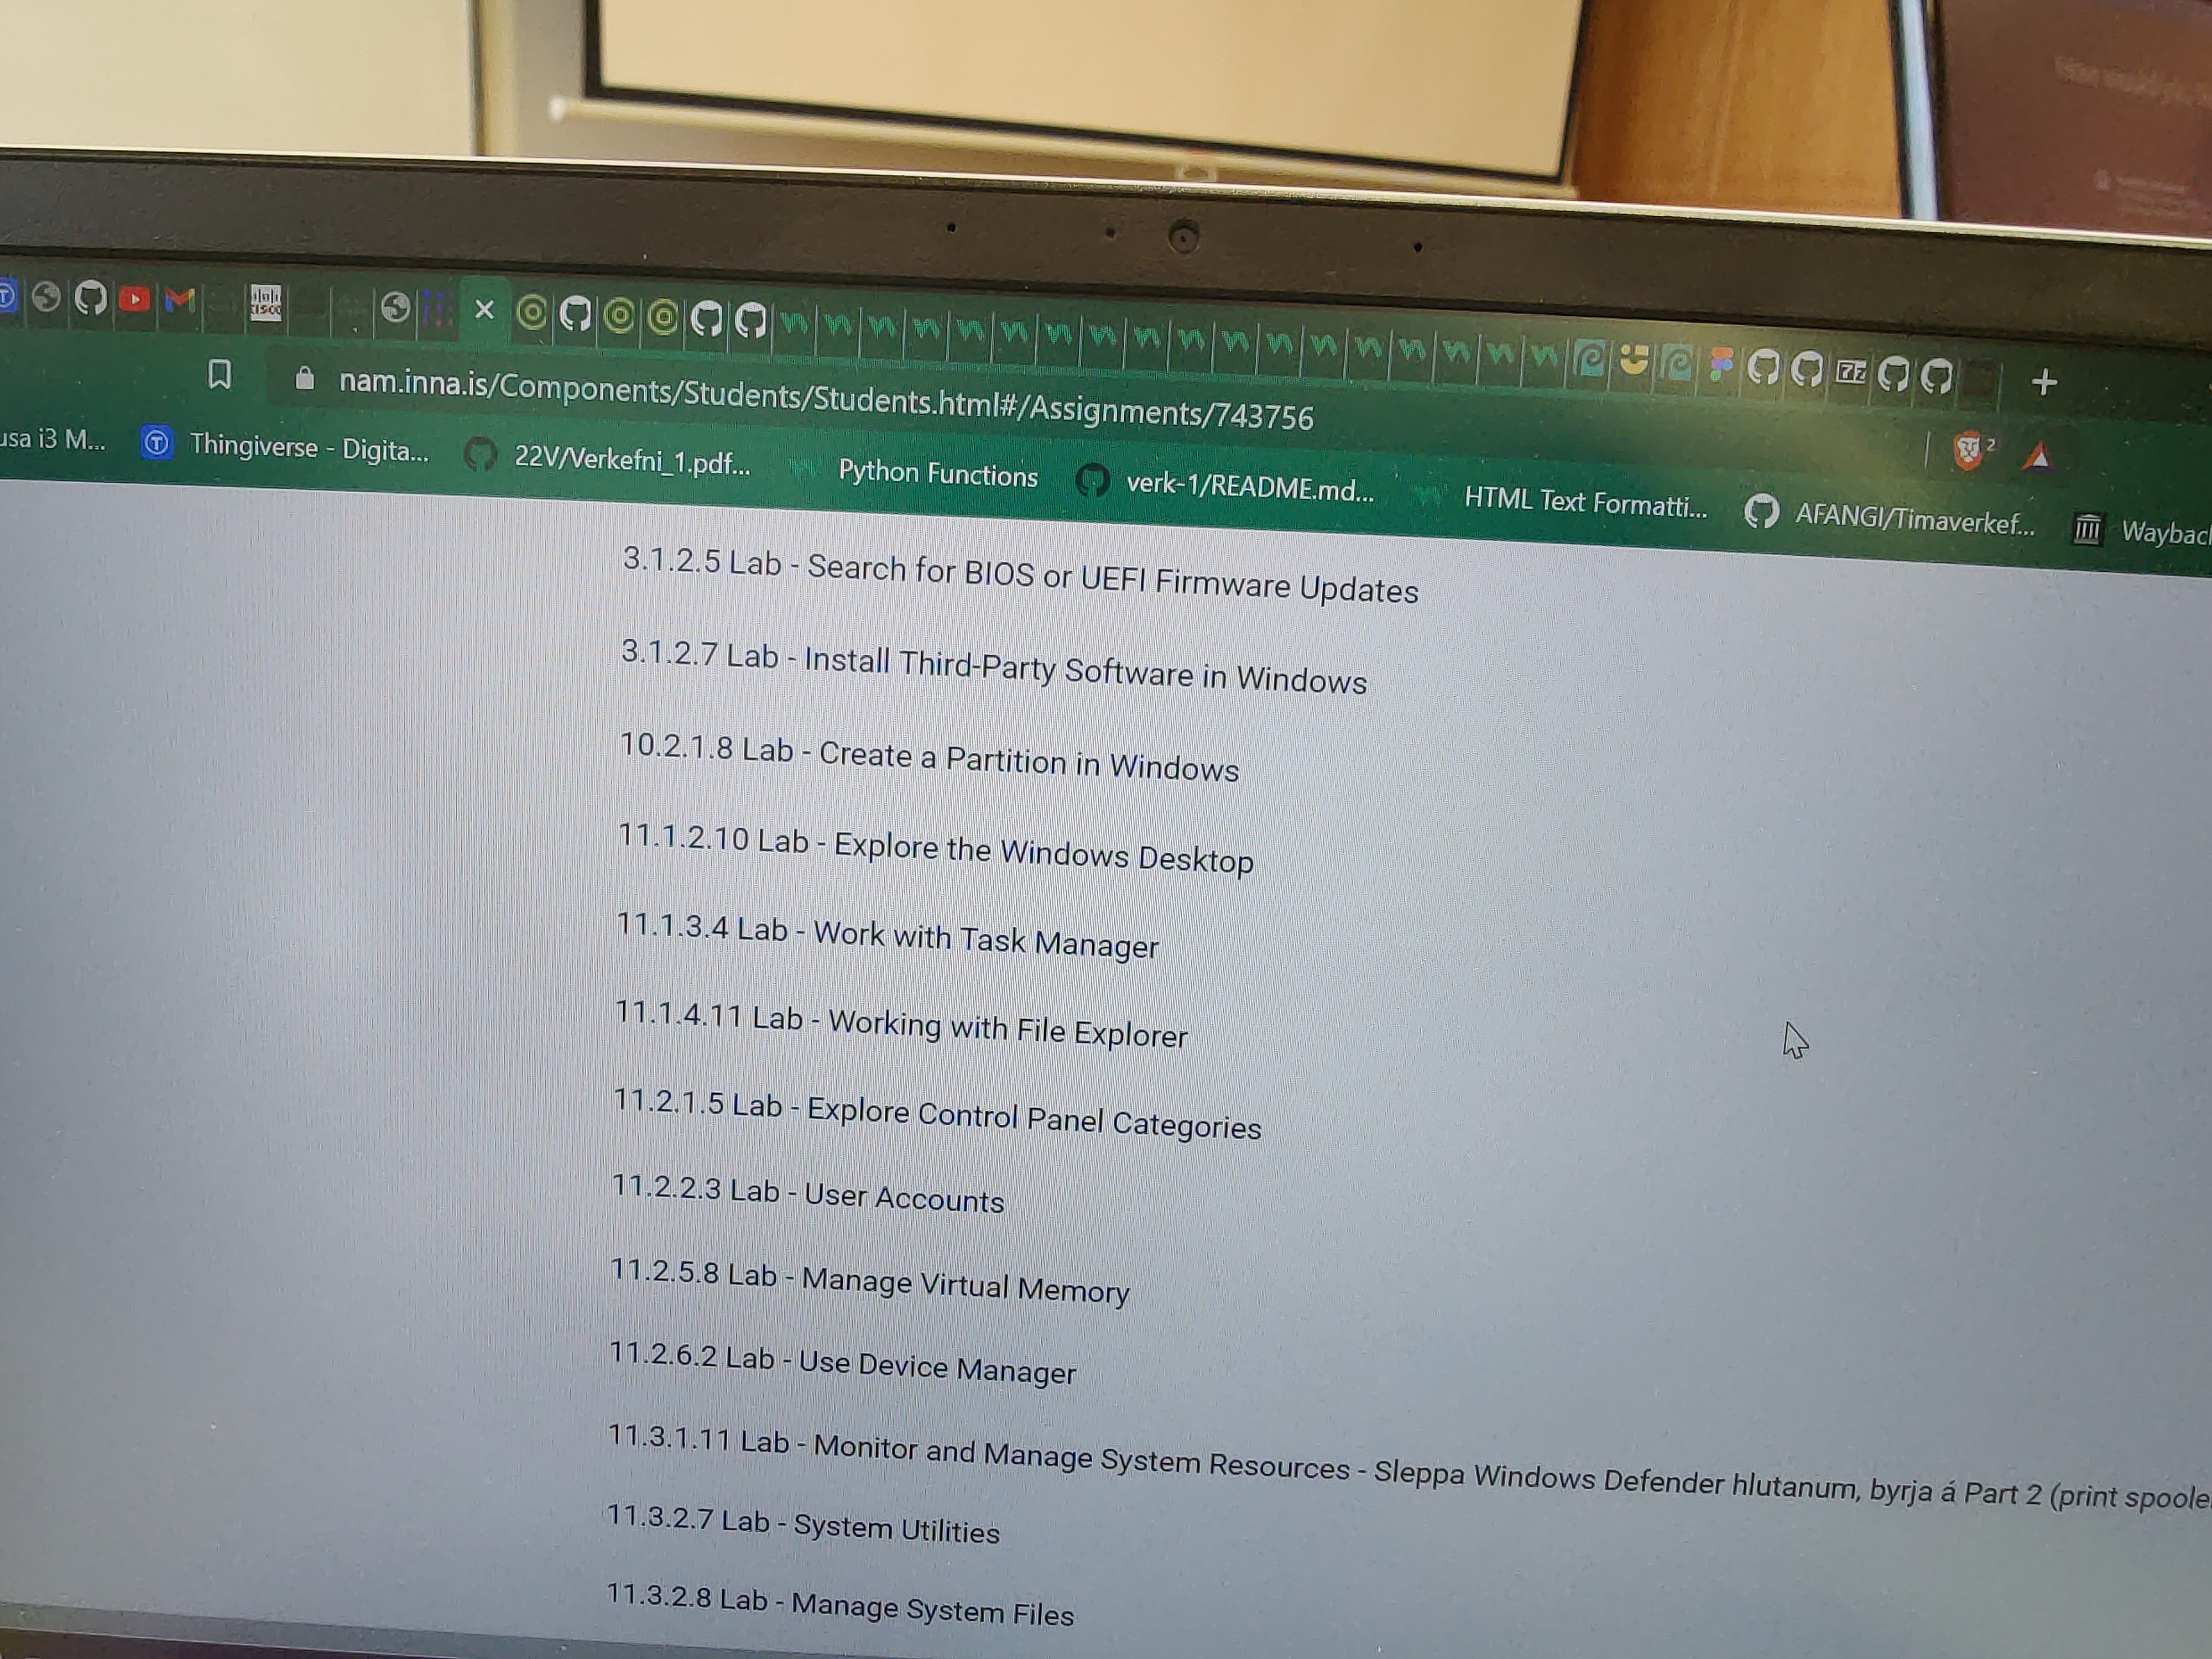 CISCO
nam.inna.is/Components/Students/Students.html#/Assignments/743756
2
usa i3 M... Thingiverse - Digita... 22V/Verkefni_1.pdf... Python Functions verk-1/README.md... HTML Text Formatti... AFANGI/Timaverkef... Wayback
3.1.2.5 Lab - Search for BIOS or UEFI Firmware Updates
3.1.2.7 Lab - Install Third-Party Software in Windows
10.2.1.8 Lab - Create a Partition in Windows
11.1.2.10 Lab - Explore the Windows Desktop
11.1.3.4 Lab - Work with Task Manager
11.1.4.11 Lab - Working with File Explorer
11.2.1.5 Lab - Explore Control Panel Categories
11.2.2.3 Lab - User Accounts
11.2.5.8 Lab - Manage Virtual Memory
11.2.6.2 Lab - Use Device Manager
11.3.1.11 Lab - Monitor and Manage System Resources - Sleppa Windows Defender hlutanum, byrja á Part 2 (print spooler
11.3.2.7 Lab - System Utilities
11.3.2.8 Lab - Manage System Files